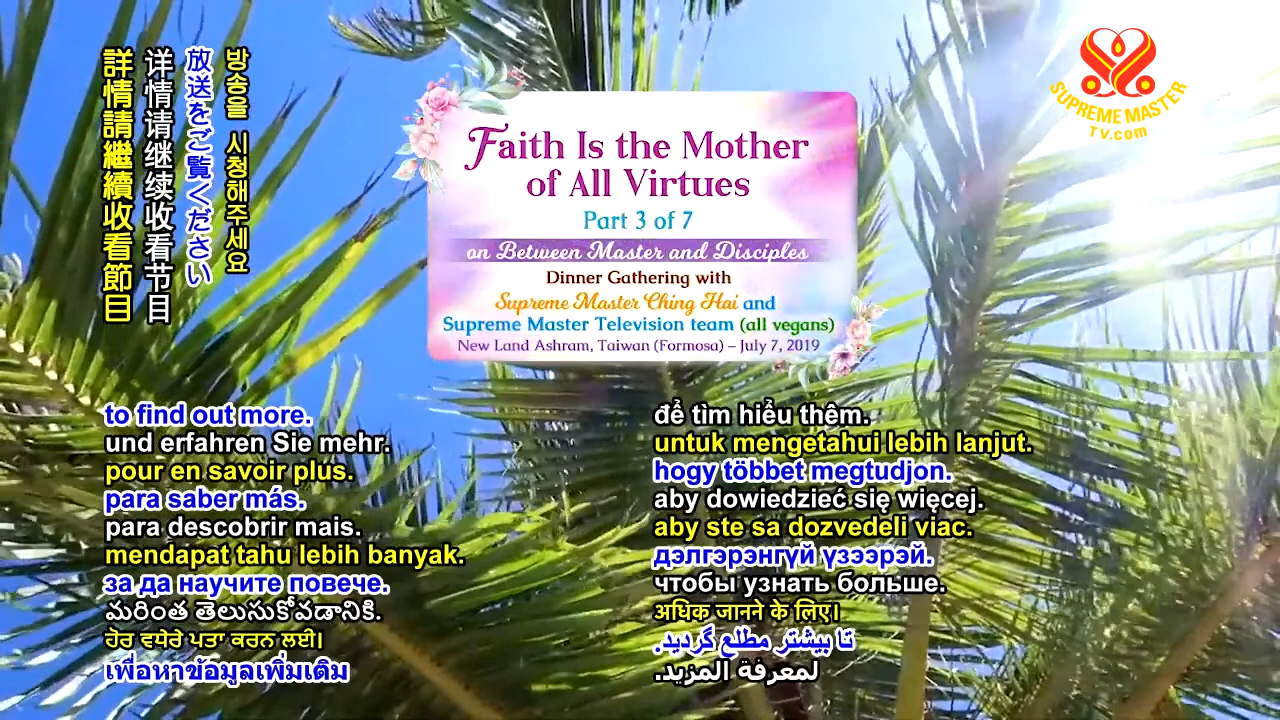 詳情請繼續收看節目
详情请继续收看节目
放送をご覧ください
방송을 시청해주세요
Faith Is the Mother
of All Virtues
Part 3 of 7
on Between Master and Disciples
Dinner Gathering with
Supreme Master Ching Hai and
Supreme Master Television team (all vegans)
New Land Ashram, Taiwan (Formosa) – July 7, 2019
SUPREME MASTER
TV.com
to find out more.
und erfahren Sie mehr.
pour en savoir plus.
para saber más.
para descobrir mais.
mendapat tahu lebih banyak.
за да научите повече.
మరింత తెలుసుకోవడానికి.
ਹੋਰ ਵਧੇਰੇ ਪਤਾ ਕਰਨ ਲਈ।
เพื่อหาข้อมูลเพิ่มเติม
để tìm hiểu thêm.
untuk mengetahui lebih lanjut.
hogy többet megtudjon.
aby dowiedzieć się więcej.
aby ste sa dozvedeli viac.
дэлгэрэнгүй үзээрэй.
чтобы узнать больше.
अधिक जानने के लिए।
تا بیشتر مطلع گردید.
لمعرفة المزيد.